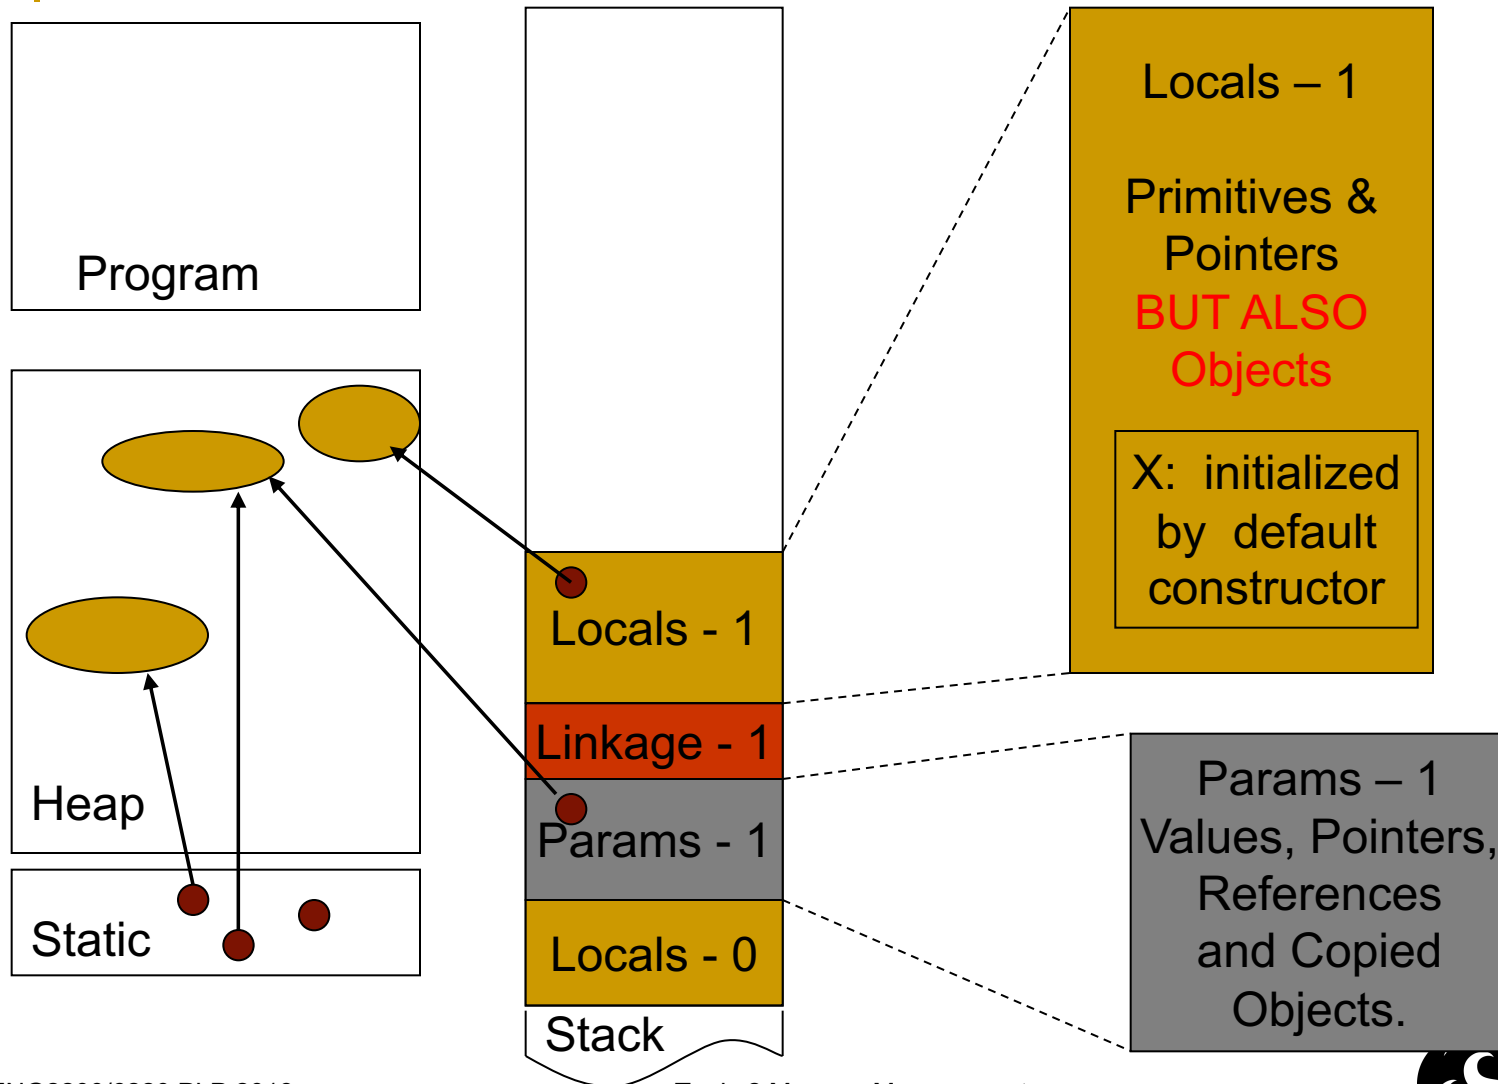 Program
Heap
Static
Locals - 1
Linkage - 1
Params - 1
Locals - 0
Stack
Locals – 1
Primitives &
Pointers
BUT ALSO
Objects
X: initialized
by default
constructor
Params – 1
Values, Pointers,
References
and Copied
Objects.